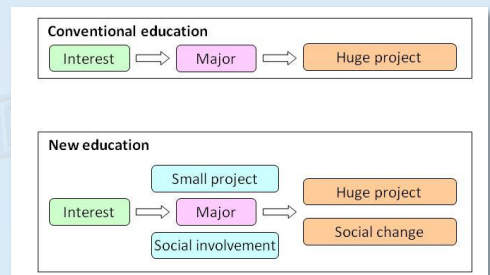 Conventional education
Interest
Major
Huge project
New education
Small project
Huge project
Interest
Major
Social change
Social involvement